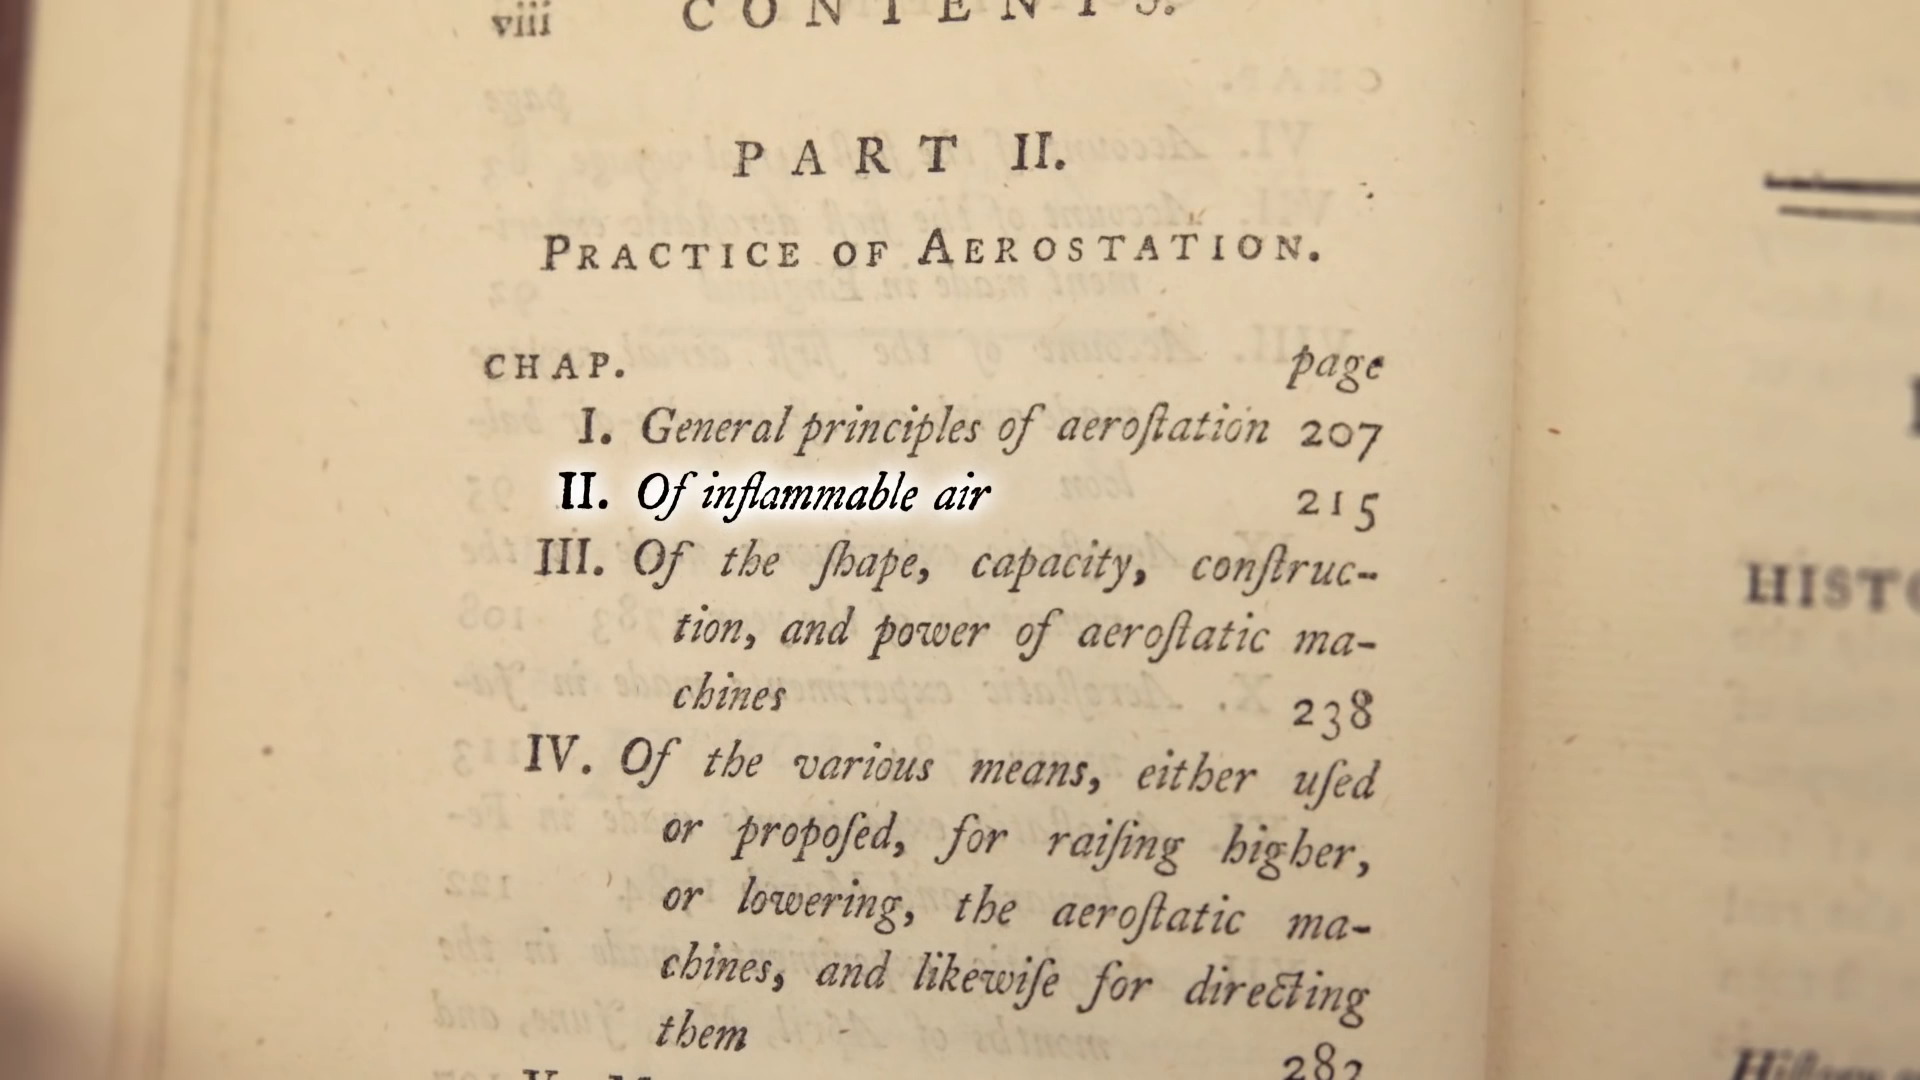 viii CONTENTS.
PART II.
PRACTICE OF AEROSTATION.
CHAP. page
I. General principles of aeroſtation 207
II. Of inflammable air 215
III. Of the ſhape, capacity, conſtruc-
tion, and power of aeroſtatic ma-
chines 238
IV. Of the various means, either uſed
or propoſed, for raiſing higher,
or lowering, the aeroſtatic ma-
chines, and likewiſe for directing
them 282